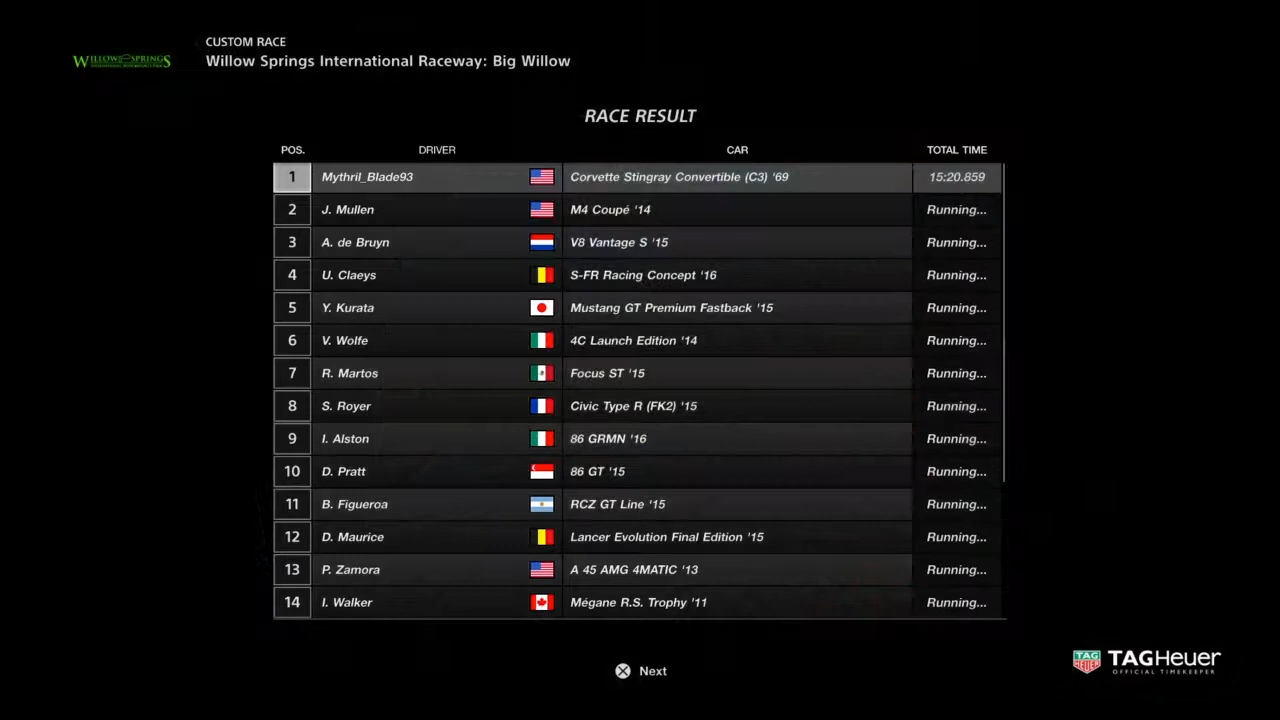 CUSTOM RACE
WILLOW SPRINGS
Willow Springs International Raceway: Big Willow
RACE RESULT
POS. DRIVER CAR TOTAL TIME
1 Mythril_Blade93 Corvette Stingray Convertible (C3) '69 15:20.859
2 J. Mullen M4 Coupé '14 Running...
3 A. de Bruyn V8 Vantage S '15 Running...
4 U. Claeys S-FR Racing Concept '16 Running...
5 Y. Kurata Mustang GT Premium Fastback '15 Running...
6 V. Wolfe 4C Launch Edition '14 Running...
7 R. Martos Focus ST '15 Running...
8 S. Royer Civic Type R (FK2) '15 Running...
9 I. Alston 86 GRMN '16 Running...
10 D. Pratt 86 GT '15 Running...
11 B. Figueroa RCZ GT Line '15 Running...
12 D. Maurice Lancer Evolution Final Edition '15 Running...
13 P. Zamora A 45 AMG 4MATIC '13 Running...
14 I. Walker Mégane R.S. Trophy '11 Running...
Next
TAG HEUER TAGHeuer
OFFICIAL TIMEKEEPER